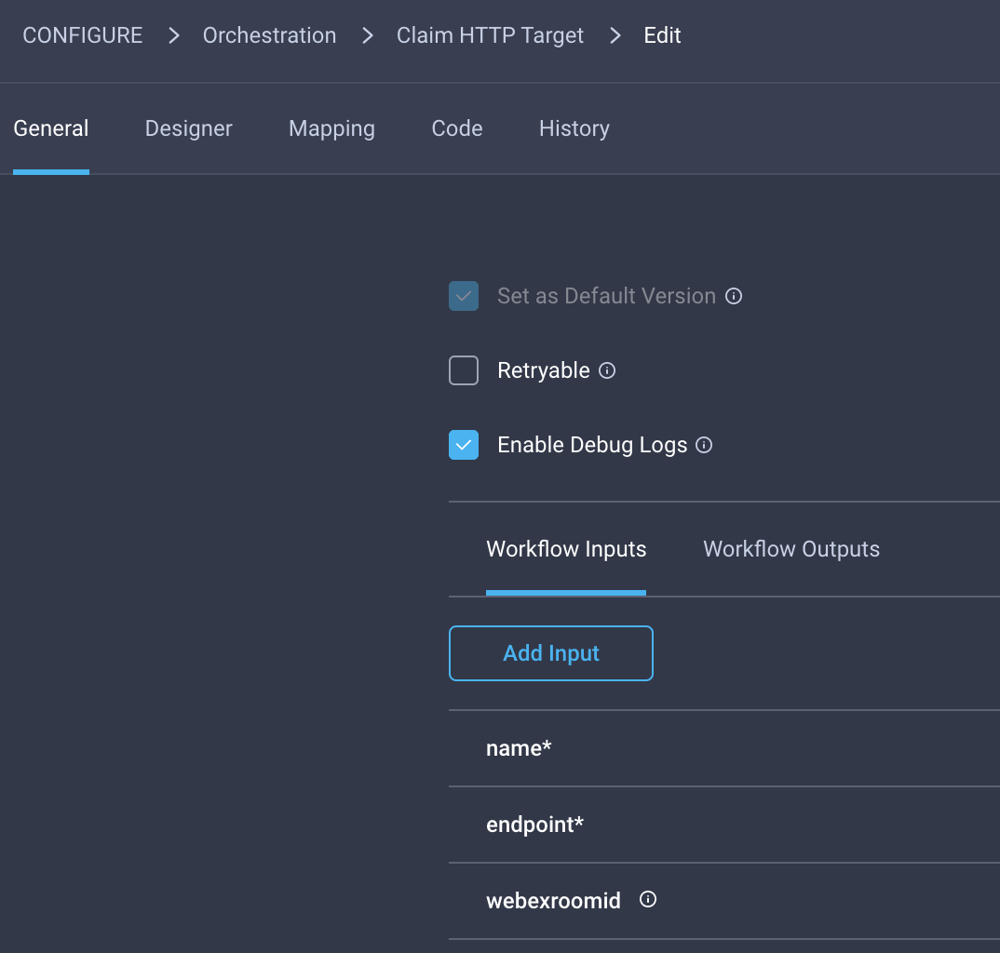 CONFIGURE > Orchestration > Claim HTTP Target > Edit
General Designer Mapping Code History
Set as Default Version
Retryable
Enable Debug Logs
Workflow Inputs Workflow Outputs
Add Input
name*
endpoint*
webexroomid